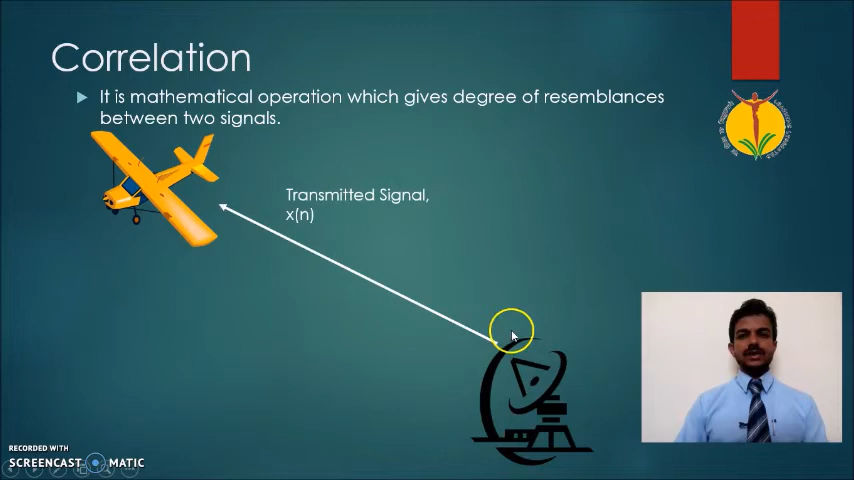 Correlation
It is mathematical operation which gives degree of resemblances
between two signals.
Transmitted Signal,
x(n)
RECORDED WITH
SCREENCAST MATIC